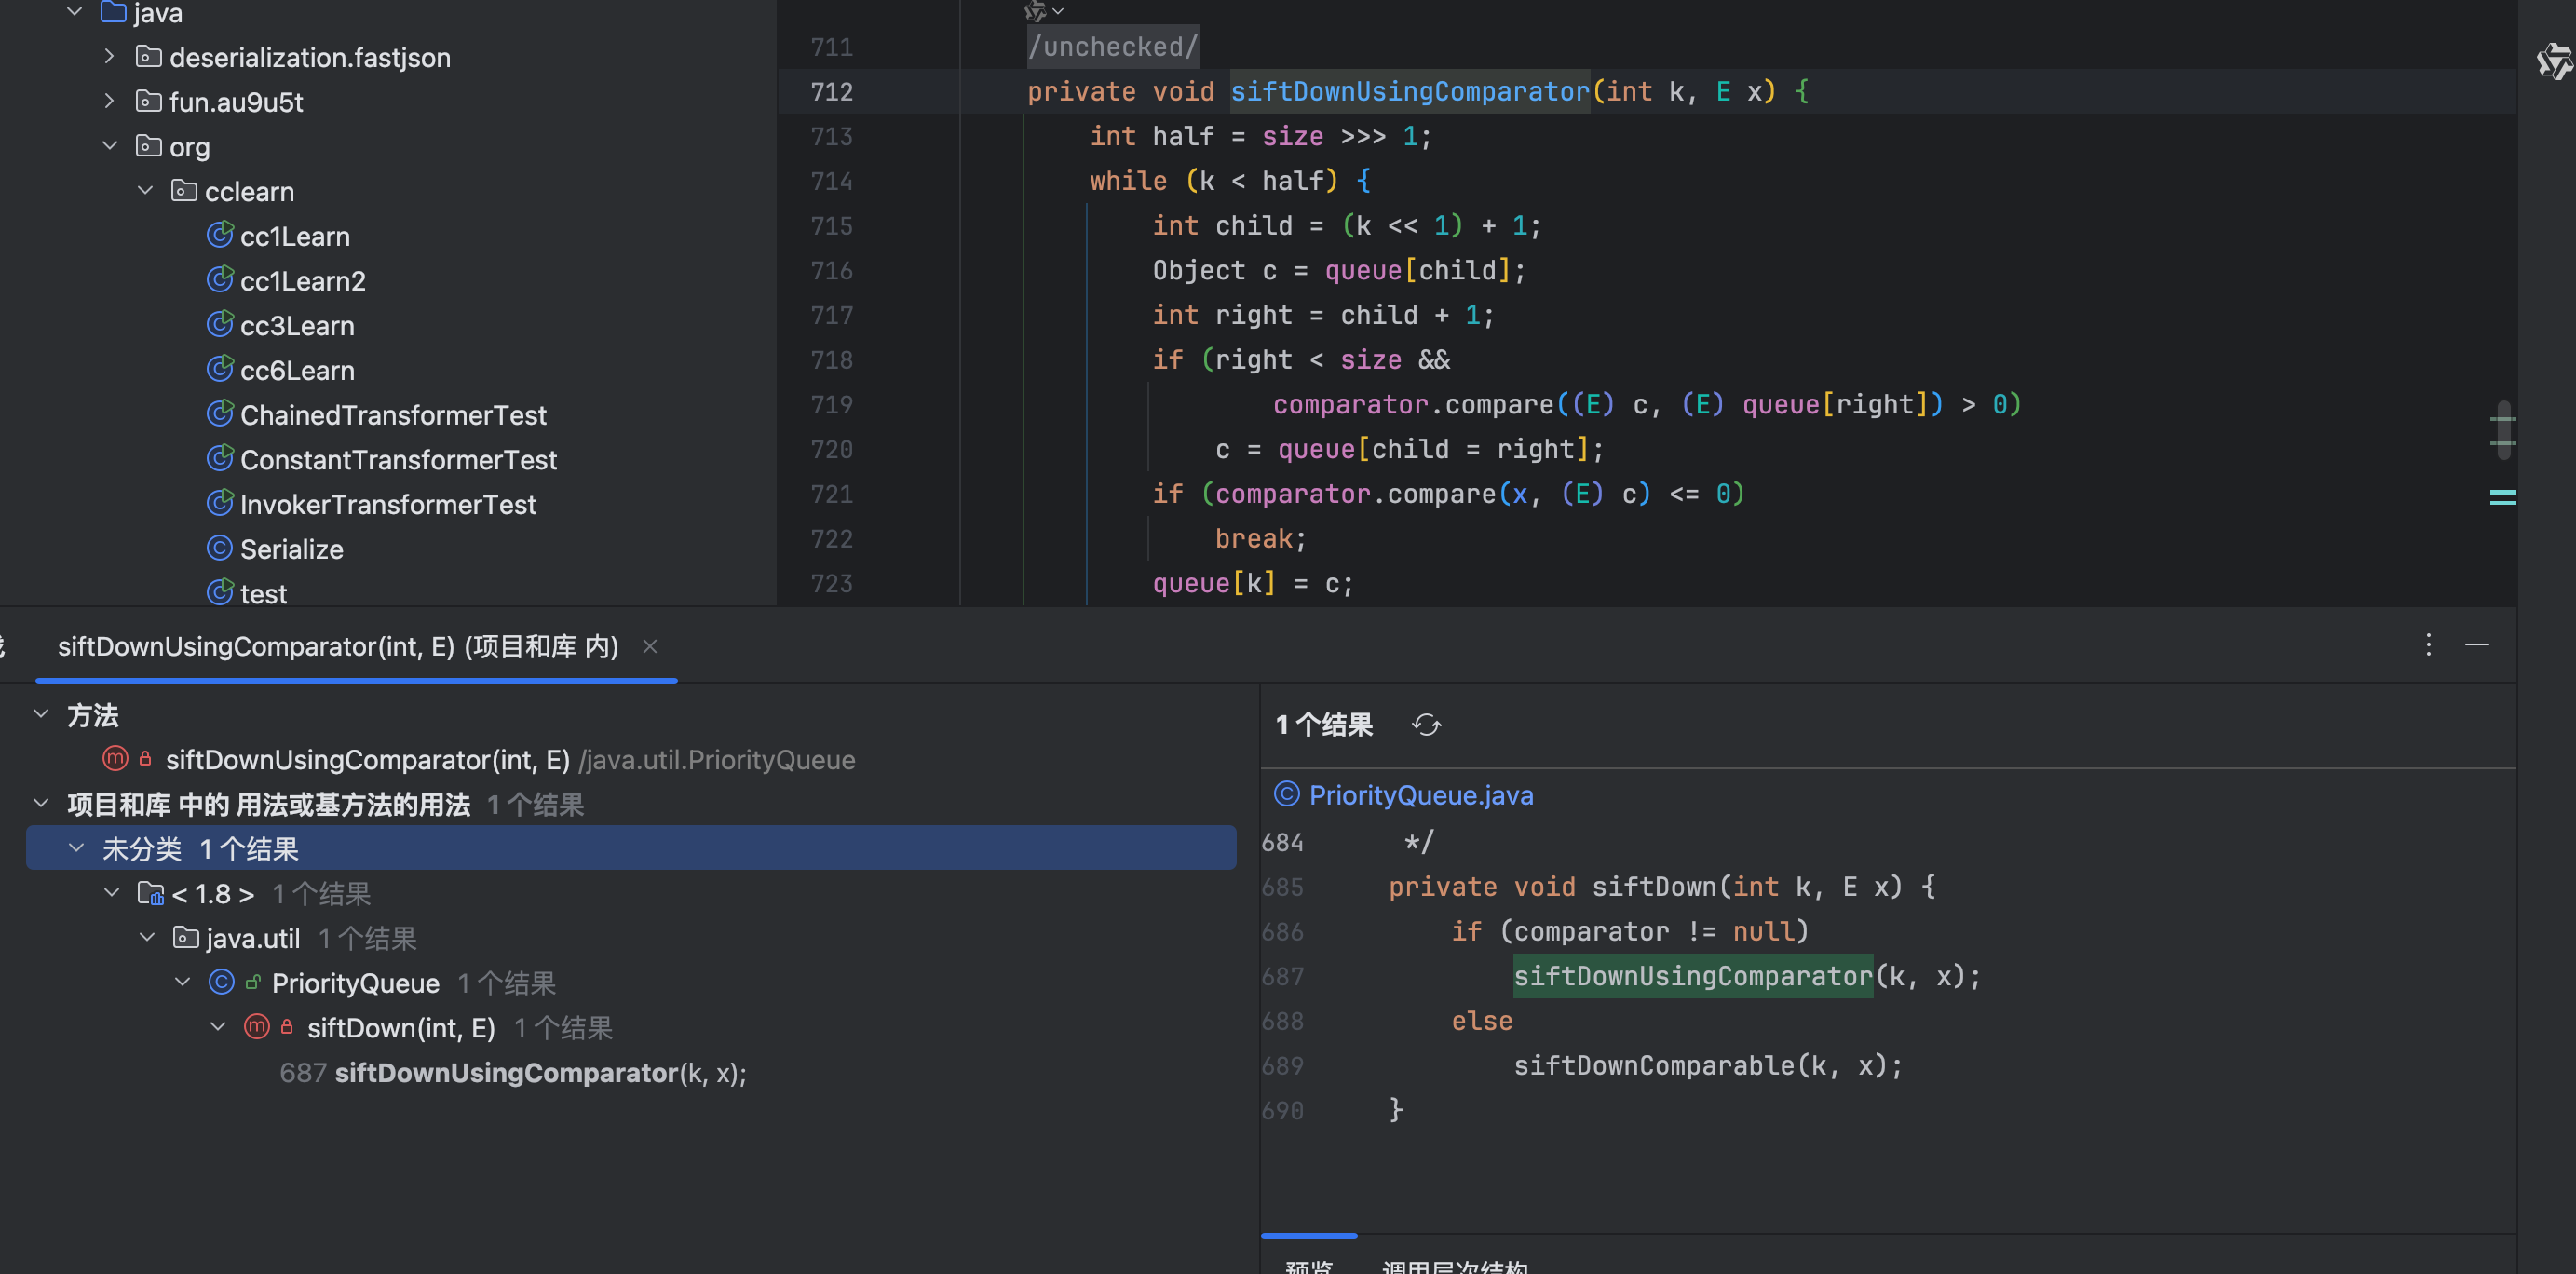 java
deserialization.fastjson
fun.au9u5t
org
cclearn
cc1Learn
cc1Learn2
cc3Learn
cc6Learn
ChainedTransformerTest
ConstantTransformerTest
InvokerTransformerTest
Serialize
test
711 /unchecked/
712 private void siftDownUsingComparator(int k, E x) {
713 int half = size >>> 1;
714 while (k < half) {
715 int child = (k << 1) + 1;
716 Object c = queue[child];
717 int right = child + 1;
718 if (right < size &&
719 comparator.compare((E) c, (E) queue[right]) > 0)
720 c = queue[child = right];
721 if (comparator.compare(x, (E) c) <= 0)
722 break;
723 queue[k] = c;
siftDownUsingComparator(int, E) (项目和库 内)
方法
siftDownUsingComparator(int, E) /java.util.PriorityQueue
项目和库 中的 用法或基方法的用法 1 个结果
未分类 1 个结果
< 1.8 > 1 个结果
java.util 1 个结果
PriorityQueue 1 个结果
siftDown(int, E) 1 个结果
687 siftDownUsingComparator(k, x);
1 个结果
PriorityQueue.java
684 */
685 private void siftDown(int k, E x) {
686 if (comparator != null)
687 siftDownUsingComparator(k, x);
688 else
689 siftDownComparable(k, x);
690 }
预览 调用层次结构